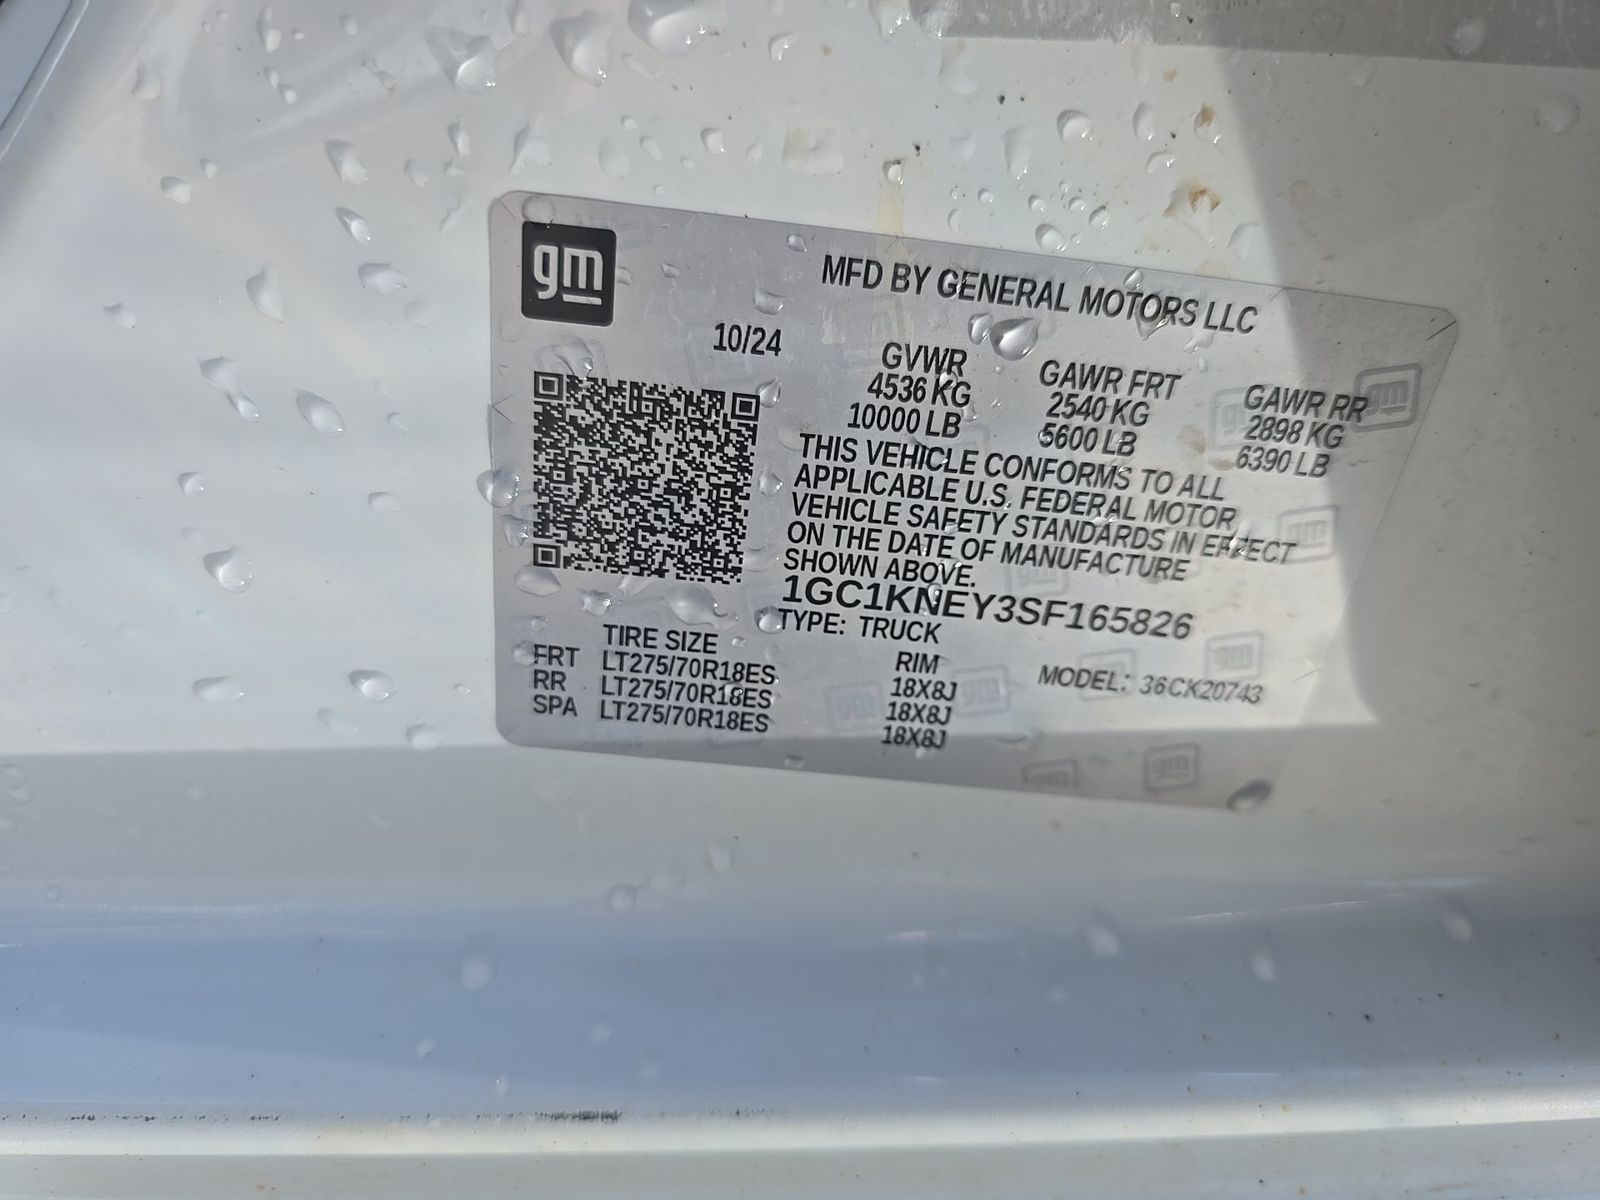 gm
MFD BY GENERAL MOTORS LLC
10/24
GVWR GAWR FRT GAWR RR
4536 KG 2540 KG 2898 KG
10000 LB 5600 LB 6390 LB
THIS VEHICLE CONFORMS TO ALL
APPLICABLE U.S. FEDERAL MOTOR
VEHICLE SAFETY STANDARDS IN EFFECT
ON THE DATE OF MANUFACTURE
SHOWN ABOVE.
1GC1KNEY3SF165826
TYPE: TRUCK
TIRE SIZE RIM MODEL: 36CK20743
FRT LT275/70R18ES 18X8J
RR LT275/70R18ES 18X8J
SPA LT275/70R18ES 18X8J